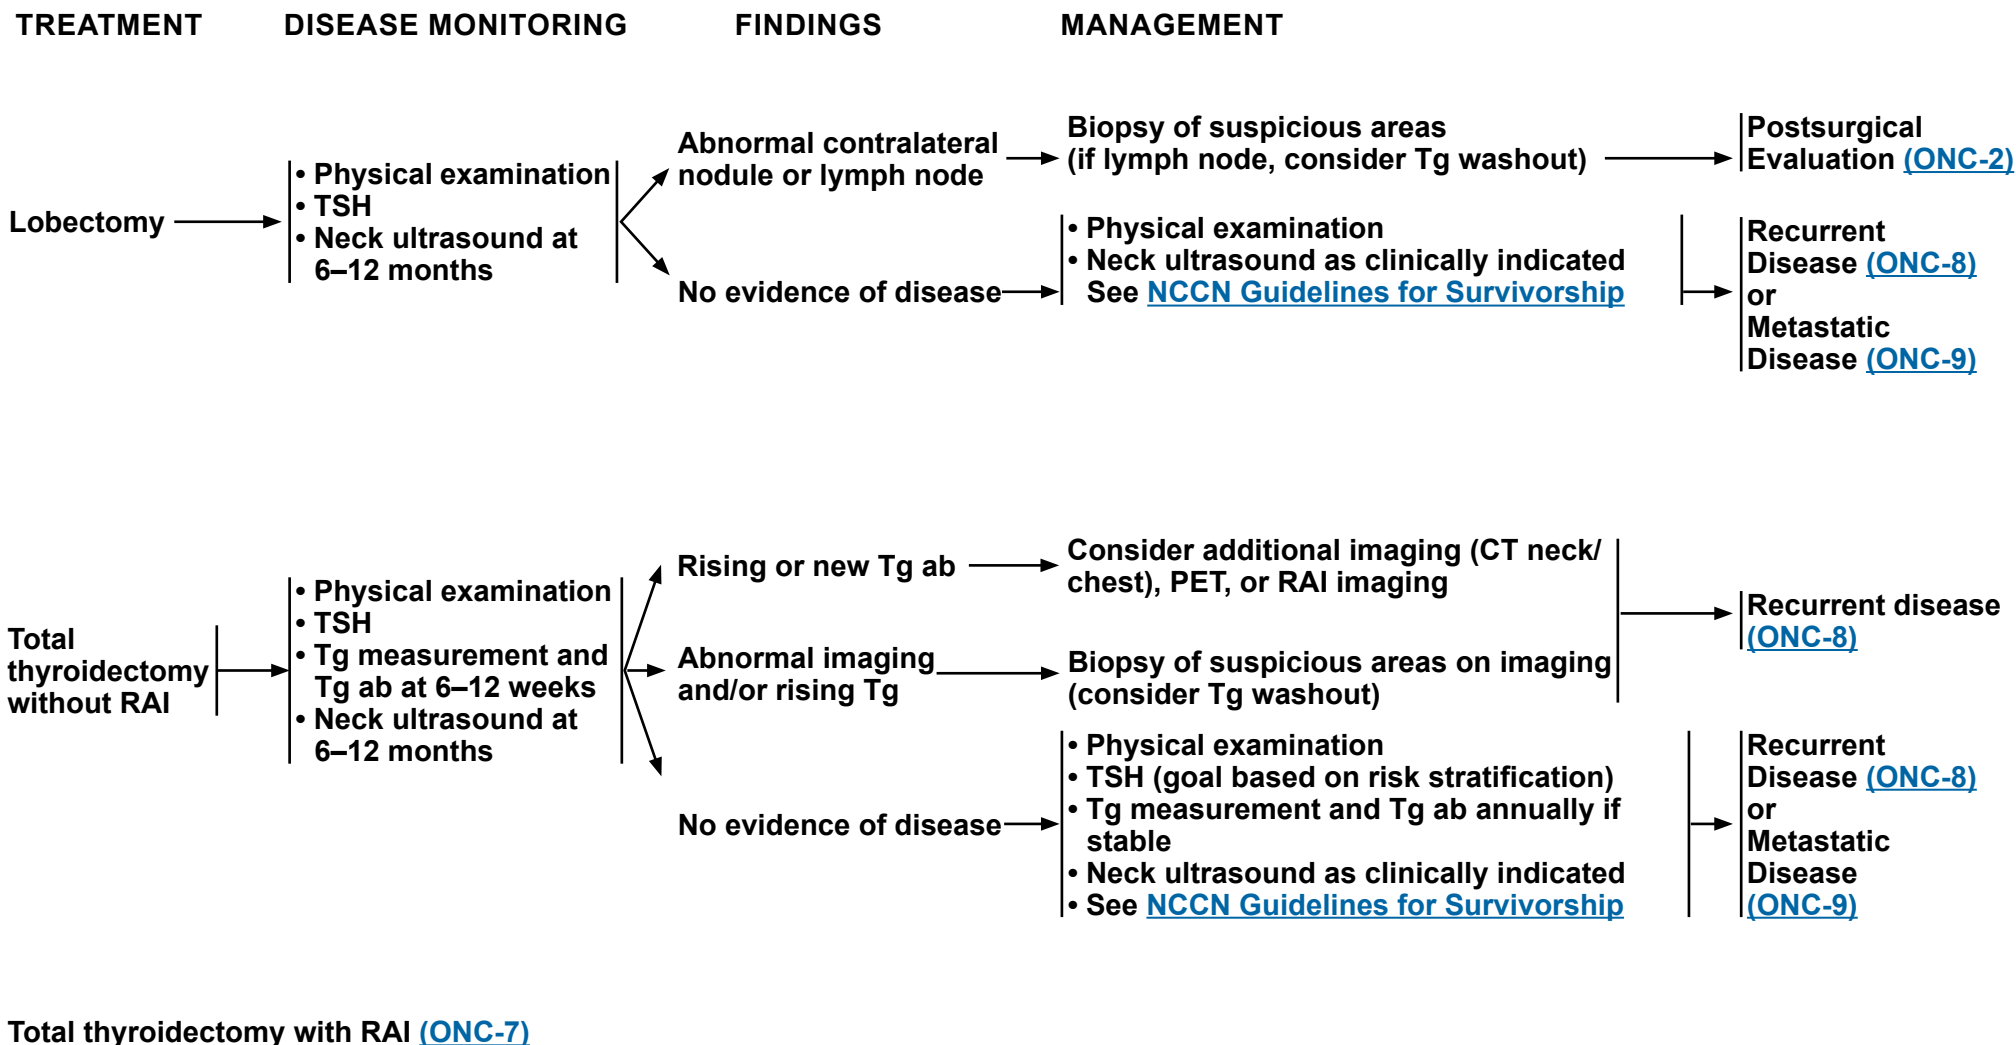 TREATMENT DISEASE MONITORING FINDINGS MANAGEMENT
Lobectomy
• Physical examination
• TSH
• Neck ultrasound at
6–12 months
Abnormal contralateral
nodule or lymph node
Biopsy of suspicious areas
(if lymph node, consider Tg washout)
Postsurgical
Evaluation (ONC-2)
No evidence of disease
• Physical examination
• Neck ultrasound as clinically indicated
See NCCN Guidelines for Survivorship
Recurrent
Disease (ONC-8)
or
Metastatic
Disease (ONC-9)
Total
thyroidectomy
without RAI
• Physical examination
• TSH
• Tg measurement and
Tg ab at 6–12 weeks
• Neck ultrasound at
6–12 months
Rising or new Tg ab
Consider additional imaging (CT neck/
chest), PET, or RAI imaging
Abnormal imaging
and/or rising Tg
Biopsy of suspicious areas on imaging
(consider Tg washout)
Recurrent disease
(ONC-8)
No evidence of disease
• Physical examination
• TSH (goal based on risk stratification)
• Tg measurement and Tg ab annually if
stable
• Neck ultrasound as clinically indicated
• See NCCN Guidelines for Survivorship
Recurrent
Disease (ONC-8)
or
Metastatic
Disease
(ONC-9)
Total thyroidectomy with RAI (ONC-7)